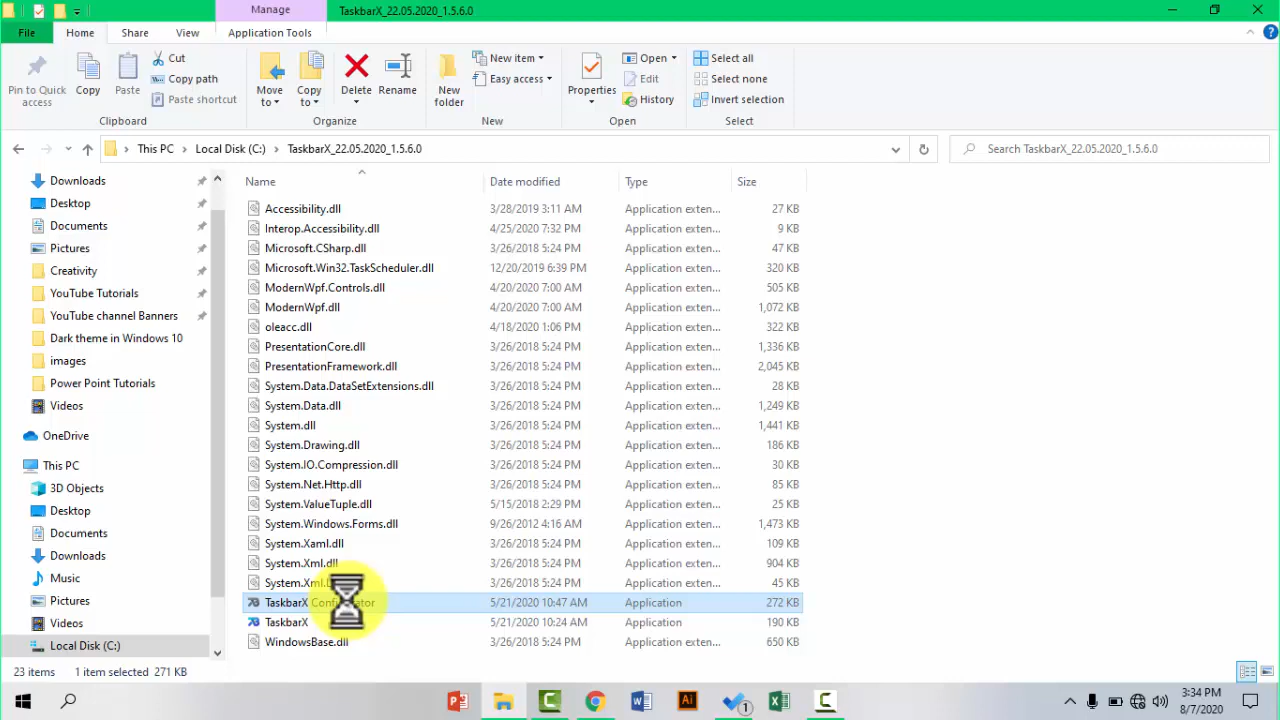 Manage TaskbarX_22.05.2020_1.5.6.0
File Home Share View Application Tools
Pin to Quick access
Copy
Paste
Cut
Copy path
Paste shortcut
Clipboard
Move to
Copy to
Delete
Rename
Organize
New folder
New item
Easy access
New
Properties
Open
Edit
History
Open
Select all
Select none
Invert selection
Select
This PC Local Disk (C:) TaskbarX_22.05.2020_1.5.6.0
Search TaskbarX_22.05.2020_1.5.6.0
Downloads
Desktop
Documents
Pictures
Creativity
YouTube Tutorials
YouTube channel Banners
Dark theme in Windows 10
images
Power Point Tutorials
Videos
OneDrive
This PC
3D Objects
Desktop
Documents
Downloads
Music
Pictures
Videos
Local Disk (C:)
Name Date modified Type Size
Accessibility.dll 3/28/2019 3:11 AM Application exten... 27 KB
Interop.Accessibility.dll 4/25/2020 7:32 PM Application exten... 9 KB
Microsoft.CSharp.dll 3/26/2018 5:24 PM Application exten... 47 KB
Microsoft.Win32.TaskScheduler.dll 12/20/2019 6:39 PM Application exten... 320 KB
ModernWpf.Controls.dll 4/20/2020 7:00 AM Application exten... 505 KB
ModernWpf.dll 4/20/2020 7:00 AM Application exten... 1,072 KB
oleacc.dll 4/18/2020 1:06 PM Application exten... 322 KB
PresentationCore.dll 3/26/2018 5:24 PM Application exten... 1,336 KB
PresentationFramework.dll 3/26/2018 5:24 PM Application exten... 2,045 KB
System.Data.DataSetExtensions.dll 3/26/2018 5:24 PM Application exten... 28 KB
System.Data.dll 3/26/2018 5:24 PM Application exten... 1,249 KB
System.dll 3/26/2018 5:24 PM Application exten... 1,441 KB
System.Drawing.dll 3/26/2018 5:24 PM Application exten... 186 KB
System.IO.Compression.dll 3/26/2018 5:24 PM Application exten... 30 KB
System.Net.Http.dll 3/26/2018 5:24 PM Application exten... 85 KB
System.ValueTuple.dll 5/15/2018 2:29 PM Application exten... 25 KB
System.Windows.Forms.dll 9/26/2012 4:16 AM Application exten... 1,473 KB
System.Xaml.dll 3/26/2018 5:24 PM Application exten... 109 KB
System.Xml.dll 3/26/2018 5:24 PM Application exten... 904 KB
3/26/2018 5:24 PM Application exten... 45 KB
TaskbarX 5/21/2020 10:47 AM Application 272 KB
TaskbarX 5/21/2020 10:24 AM Application 190 KB
WindowsBase.dll 3/26/2018 5:24 PM Application exten... 650 KB
23 items 1 item selected 271 KB
Ai
1
3:34 PM
8/7/2020